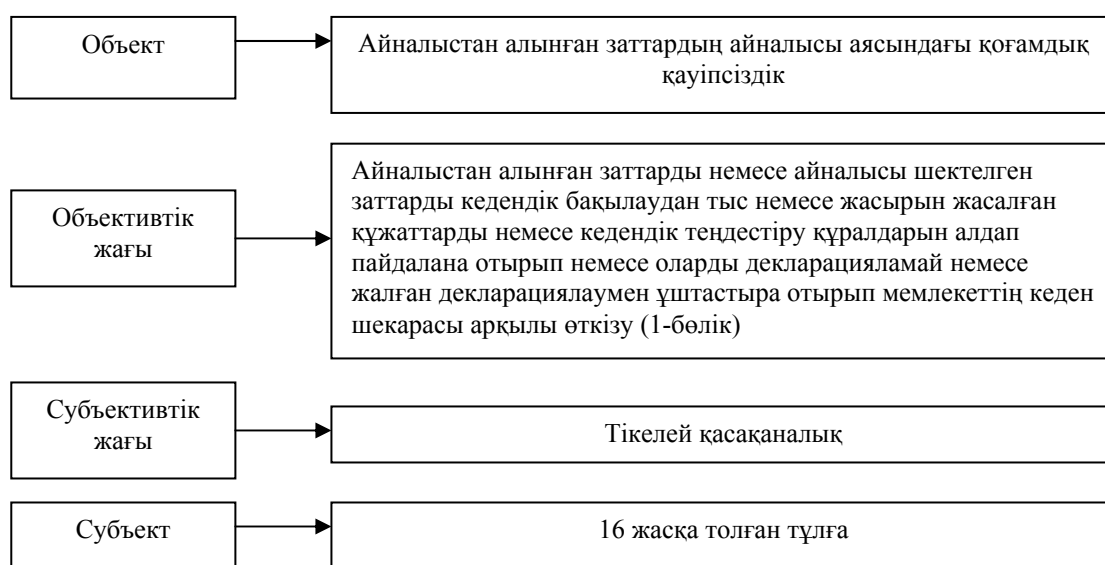 Объект
Айналыстан алынған заттардың айналысы аясындағы қоғамдық
қауіпсіздік
Объективтік
жағы
Айналыстан алынған заттарды немесе айналысы шектелген
заттарды кедендік бақылаудан тыс немесе жасырын жасалған
құжаттарды немесе кедендік теңдестіру құралдарын алдап
пайдалана отырып немесе оларды декларацияламай немесе
жалған декларациялаумен ұштастыра отырып мемлекеттің кеден
шекарасы арқылы өткізу (1-бөлік)
Субъективтік
жағы
Тікелей қасақаналық
Субъект
16 жасқа толған тұлға